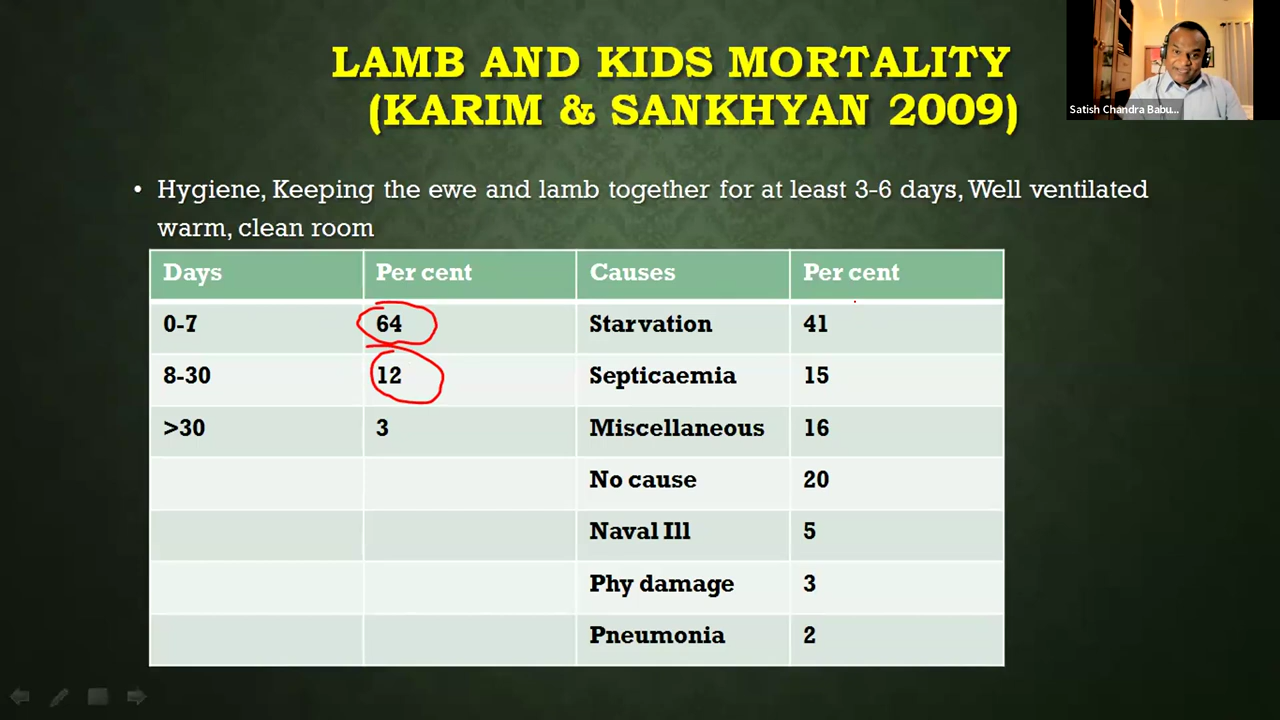 LAMB AND KIDS MORTALITY
(KARIM & SANKHYAN 2009)
Satish Chandra Babu...
• Hygiene, Keeping the ewe and lamb together for at least 3-6 days, Well ventilated
warm, clean room
Days Per cent Causes Per cent
0-7 64 Starvation 41
8-30 12 Septicaemia 15
>30 3 Miscellaneous 16
No cause 20
Naval Ill 5
Phy damage 3
Pneumonia 2